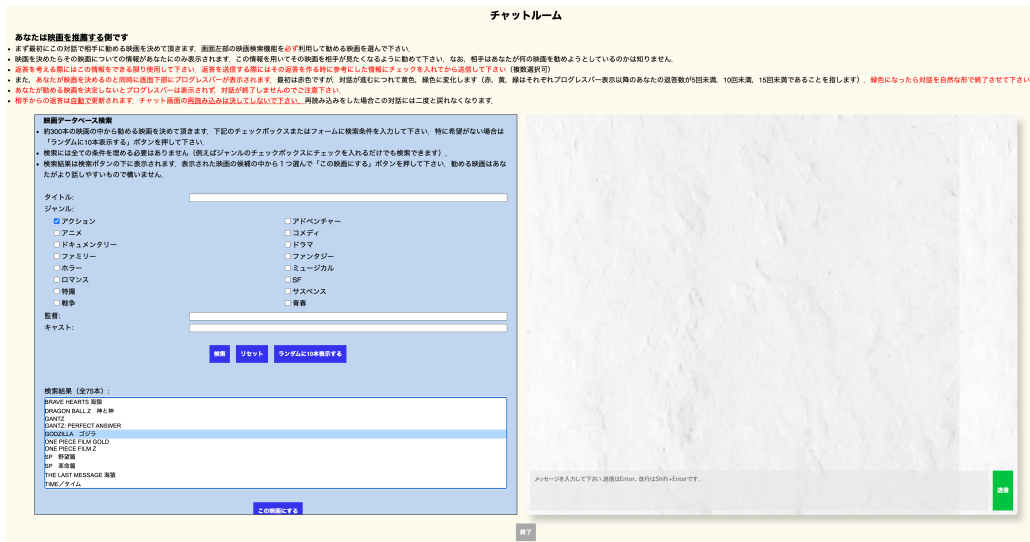 チャットルーム
あなたは映画を推薦する側です
まず最初にこの対話で相手に勧める映画を決めて頂きます．画面左部の映画検索機能を必ず利用して勧める映画を選んで下さい．
映画を決めたらその映画についての情報があなたにのみ表示されます．この情報を用いてその映画を相手が見たくなるように勧めて下さい．なお，相手はあなたが何の映画を勧めようとしているのかは知りません．
返答を考える際にはこの情報をできる限り使用して下さい．返答を送信する際にはその返答を作る時に参考にした情報にチェックを入れてから送信して下さい（複数選択可）
また，あなたが映画を決めるのと同時に画面下部にプログレスバーが表示されます．最初は赤色ですが，対話が進むにつれて黄色，緑色に変化します（赤，黄，緑はそれぞれプログレスバー表示以降のあなたの返答数が5回未満，10回未満，15回未満であることを指します）．緑色になったら対話を自然な形で終了させて下さい
あなたが勧める映画を決定しないとプログレスバーは表示されず，対話が終了しませんのでご注意下さい．
相手からの返答は自動で更新されます．チャット画面の再読み込みは決してしないで下さい．再読み込みをした場合この対話には二度と戻れなくなります．
映画データベース検索
約300本の映画の中から勧める映画を決めて頂きます．下記のチェックボックスまたはフォームに検索条件を入力して下さい．特に希望がない場合は
「ランダムに10本表示する」ボタンを押して下さい．
検索には全ての条件を埋める必要はありません（例えばジャンルのチェックボックスにチェックを入れるだけでも検索できます）．
検索結果は検索ボタンの下に表示されます．表示された映画の候補の中から１つ選んで「この映画にする」ボタンを押して下さい．勧める映画はあな
たがより話しやすいもので構いません．
タイトル:
ジャンル:
アクション アドベンチャー
アニメ コメディ
ドキュメンタリー ドラマ
ファミリー ファンタジー
ホラー ミュージカル
ロマンス SF
特撮 サスペンス
戦争 青春
監督:
キャスト:
検索 リセット ランダムに10本表示する
検索結果（全75本）:
BRAVE HEARTS 海猿
DRAGON BALL Z　神と神
GANTZ
GANTZ: PERFECT ANSWER
GODZILLA　ゴジラ
ONE PIECE FILM GOLD
ONE PIECE FILM Z
SP　野望篇
SP　革命篇
THE LAST MESSAGE 海猿
TIME／タイム
この映画にする
メッセージを入力して下さい.送信はEnter，改行はShift+Enterです.
送信
終了